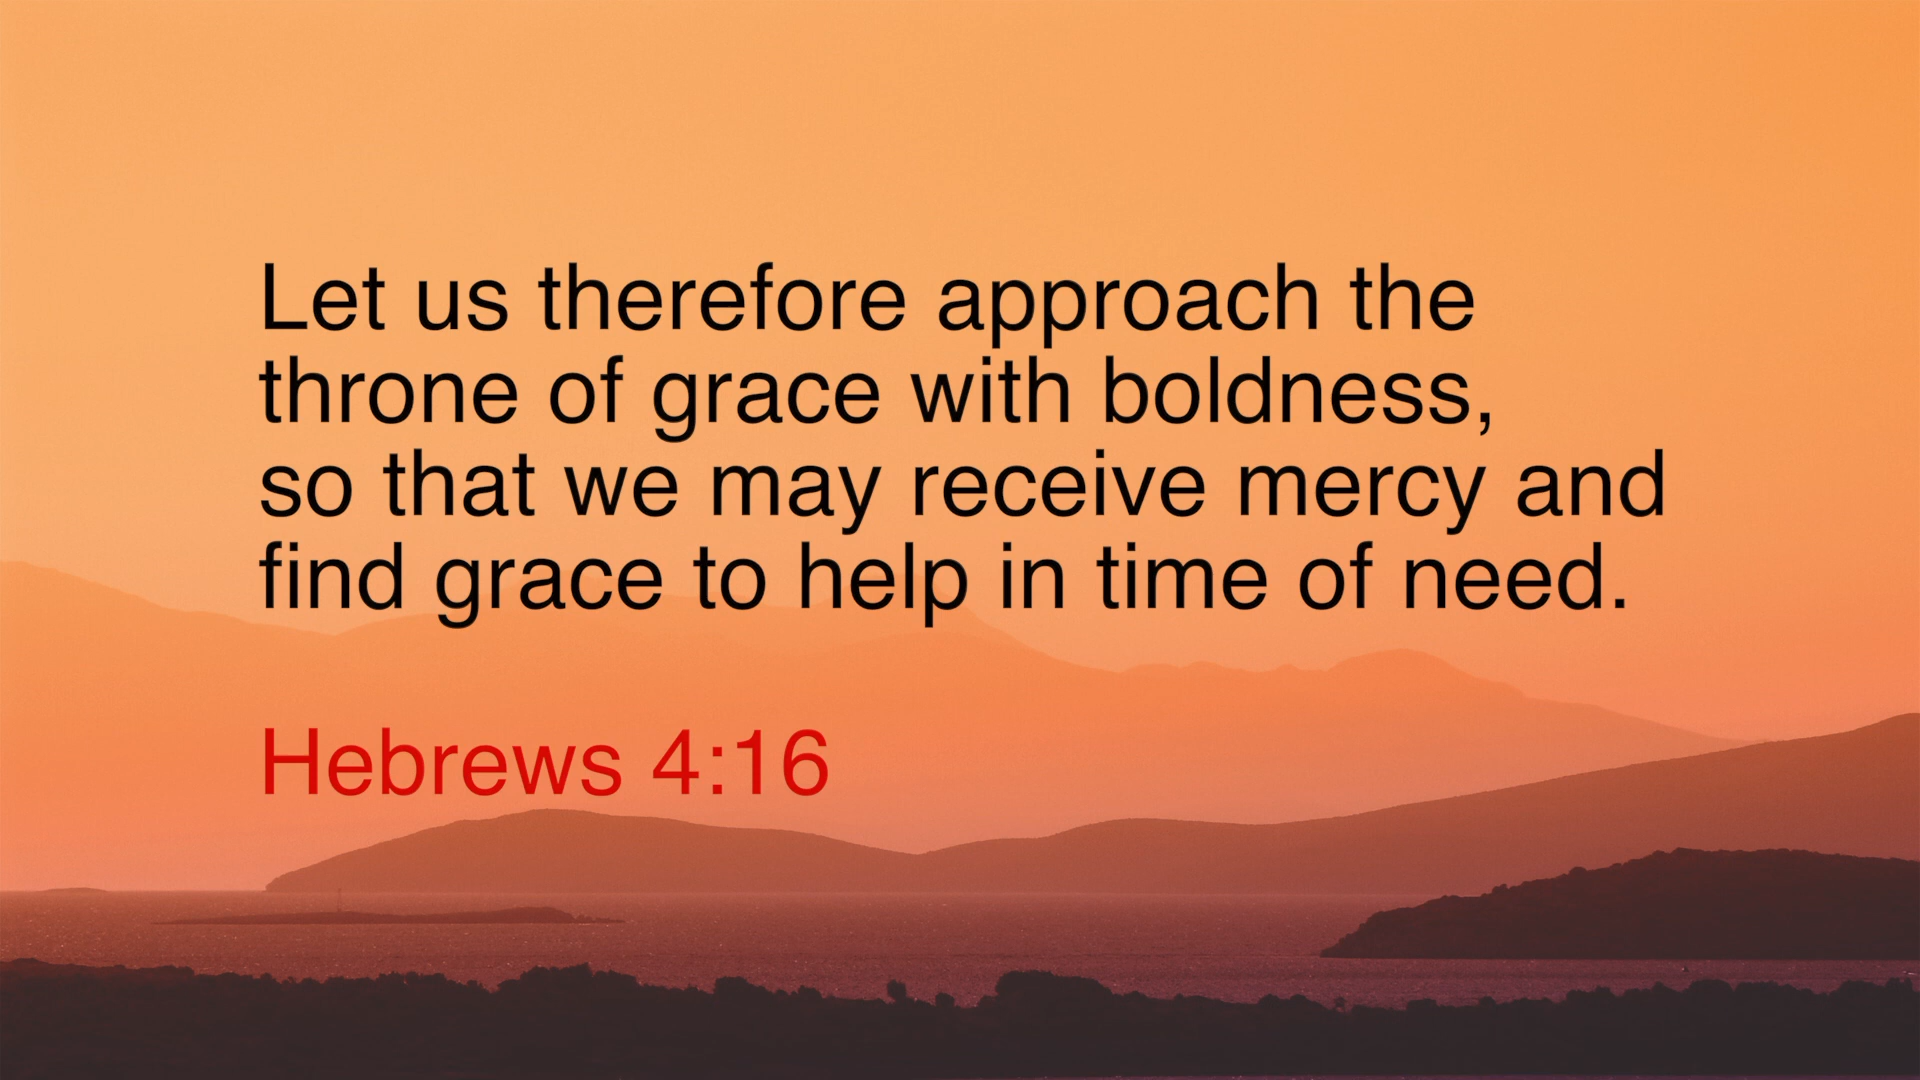 Let us therefore approach the
throne of grace with boldness,
so that we may receive mercy and
find grace to help in time of need.
Hebrews 4:16